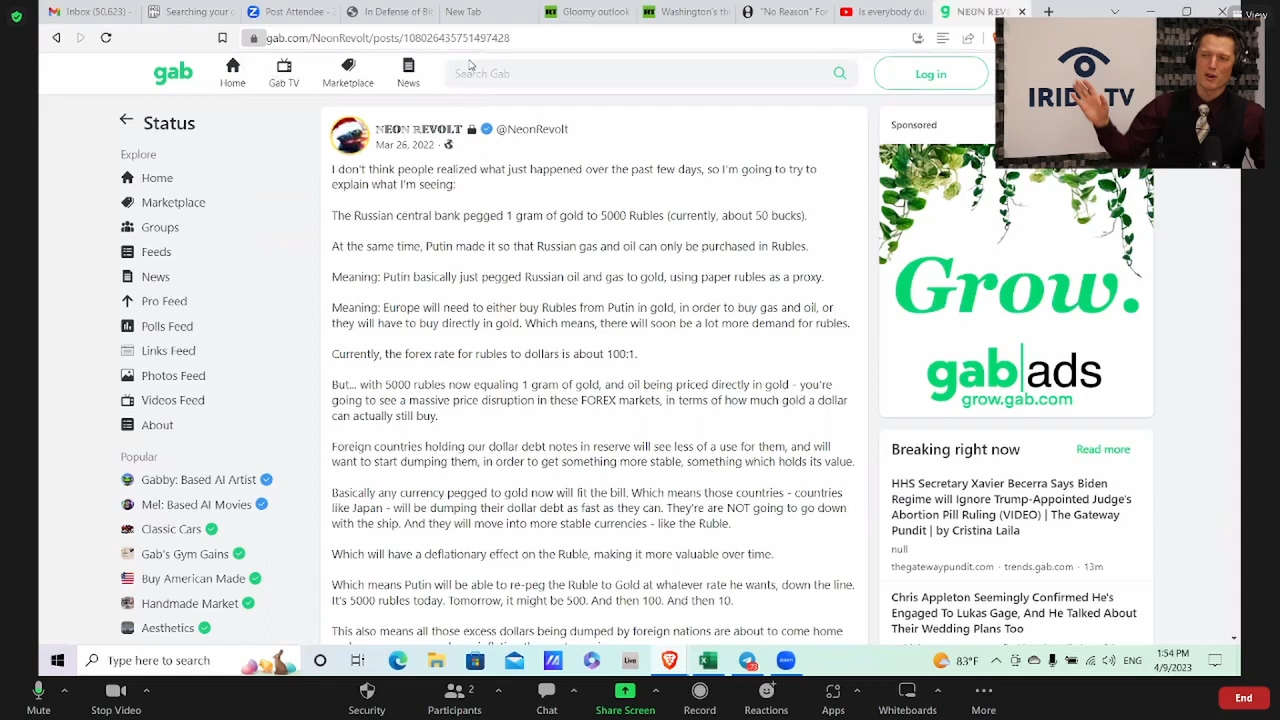 Inbox (50,623) -
Searching your c
Post Attendee -
In Defense of Bit
New Tab
Gloomy outlook
Washington's thr
"No Reason" For
Is everybody du
NEON REVOLT
View
gab.com/NeonRevolt/posts/108026435751497428
gab
Home
Gab TV
Marketplace
News
Search Gab
Log in
Status
Explore
Home
Marketplace
Groups
Feeds
News
Pro Feed
Polls Feed
Links Feed
Photos Feed
Videos Feed
About
Popular
Gabby: Based AI Artist
Mel: Based AI Movies
Classic Cars
Gab's Gym Gains
Buy American Made
Handmade Market
Aesthetics
NEON REVOLT @NeonRevolt
Mar 26, 2022 ·
I don't think people realized what just happened over the past few days, so I'm going to try to
explain what I'm seeing:
The Russian central bank pegged 1 gram of gold to 5000 Rubles (currently, about 50 bucks).
At the same time, Putin made it so that Russian gas and oil can only be purchased in Rubles.
Meaning: Putin basically just pegged Russian oil and gas to gold, using paper rubles as a proxy.
Meaning: Europe will need to either buy Rubles from Putin in gold, in order to buy gas and oil, or
they will have to buy directly in gold. Which means, there will soon be a lot more demand for rubles.
Currently, the forex rate for rubles to dollars is about 100:1.
But... with 5000 rubles now equaling 1 gram of gold, and oil being priced directly in gold - you're
going to see a massive price disruption in these FOREX markets, in terms of how much gold a dollar
can actually still buy.
Foreign countries holding our dollar debt notes in reserve will see less of a use for them, and will
want to start dumping them, in order to get something more stable, something which holds its value.
Basically any currency pegged to gold now will fit the bill. Which means those countries - countries
like Japan - will be dumping their dollar debt as fast as they can. They're NOT going to go down
with the ship. And they will move into more stable currencies - like the Ruble.
Which will have a deflationary effect on the Ruble, making it more valuable over time.
Which means Putin will be able to re-peg the Ruble to Gold at whatever rate he wants, down the line.
It's 5000 rubles today. Tomorrow, it might be 500. And then 100. And then 10.
This also means all those excess dollars being dumped by foreign nations are about to come home
Sponsored
Grow.
gab|ads
grow.gab.com
Breaking right now
Read more
HHS Secretary Xavier Becerra Says Biden
Regime will Ignore Trump-Appointed Judge's
Abortion Pill Ruling (VIDEO) | The Gateway
Pundit | by Cristina Laila
null
thegatewaypundit.com · trends.gab.com · 13m
Chris Appleton Seemingly Confirmed He's
Engaged To Lukas Gage, And He Talked About
Their Wedding Plans Too
Type here to search
Live
zoom
83°F
ENG
1:54 PM
4/9/2023
Mute
Stop Video
Security
Participants
2
Chat
Share Screen
Record
Reactions
Apps
Whiteboards
More
End